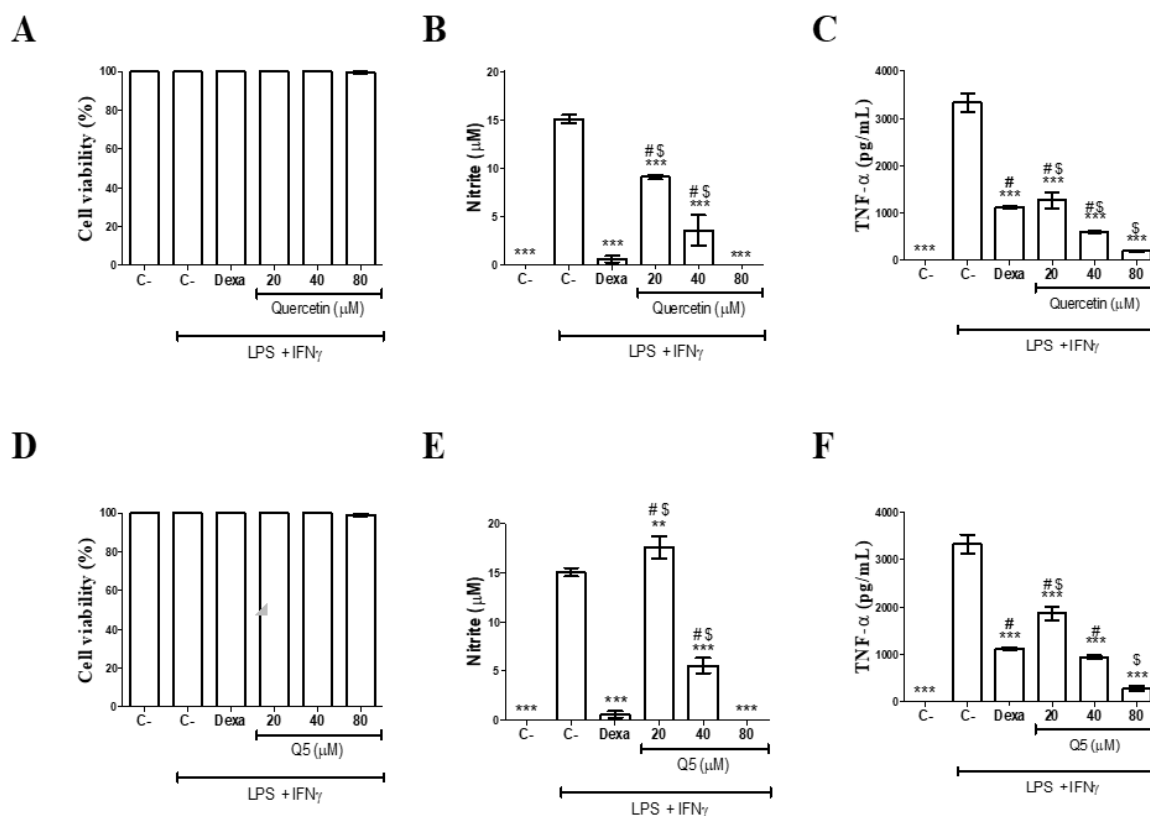 A
B
C
Cell viability (%)
100
80
60
40
20
0
C-
C-
Dexa
20
40
80
Quercetin (μM)
LPS +IFNγ
Nitrite (μM)
20
15
10
5
0
***
***
# $
***
# $
***
***
C-
C-
Dexa
20
40
80
Quercetin (μM)
LPS +IFNγ
TNF-α (pg/mL)
4000
3000
2000
1000
0
***
#
***
# $
***
# $
***
$
***
C-
C-
Dexa
20
40
80
Quercetin (μM)
LPS +IFNγ
D
E
F
Cell viability (%)
100
80
60
40
20
0
C-
C-
Dexa
20
40
80
Q5 (μM)
LPS +IFNγ
Nitrite (μM)
20
15
10
5
0
***
***
# $
**
# $
***
***
C-
C-
Dexa
20
40
80
Q5 (μM)
LPS +IFNγ
TNF-α (pg/mL)
4000
3000
2000
1000
0
***
#
***
# $
***
#
***
$
***
C-
C-
Dexa
20
40
80
Q5 (μM)
LPS +IFNγ